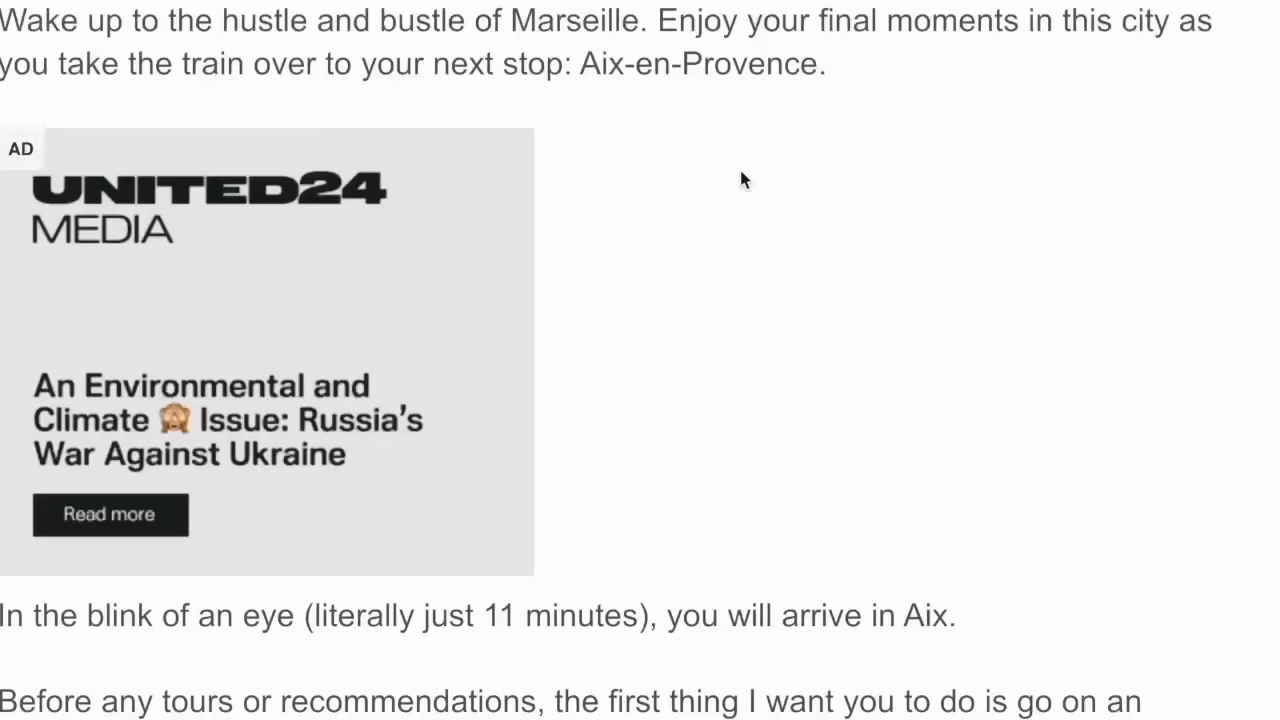 Wake up to the hustle and bustle of Marseille. Enjoy your final moments in this city as
you take the train over to your next stop: Aix-en-Provence.
AD
UNITED24
MEDIA
An Environmental and
Climate 🙈 Issue: Russia's
War Against Ukraine
Read more
In the blink of an eye (literally just 11 minutes), you will arrive in Aix.
Before any tours or recommendations, the first thing I want you to do is go on an